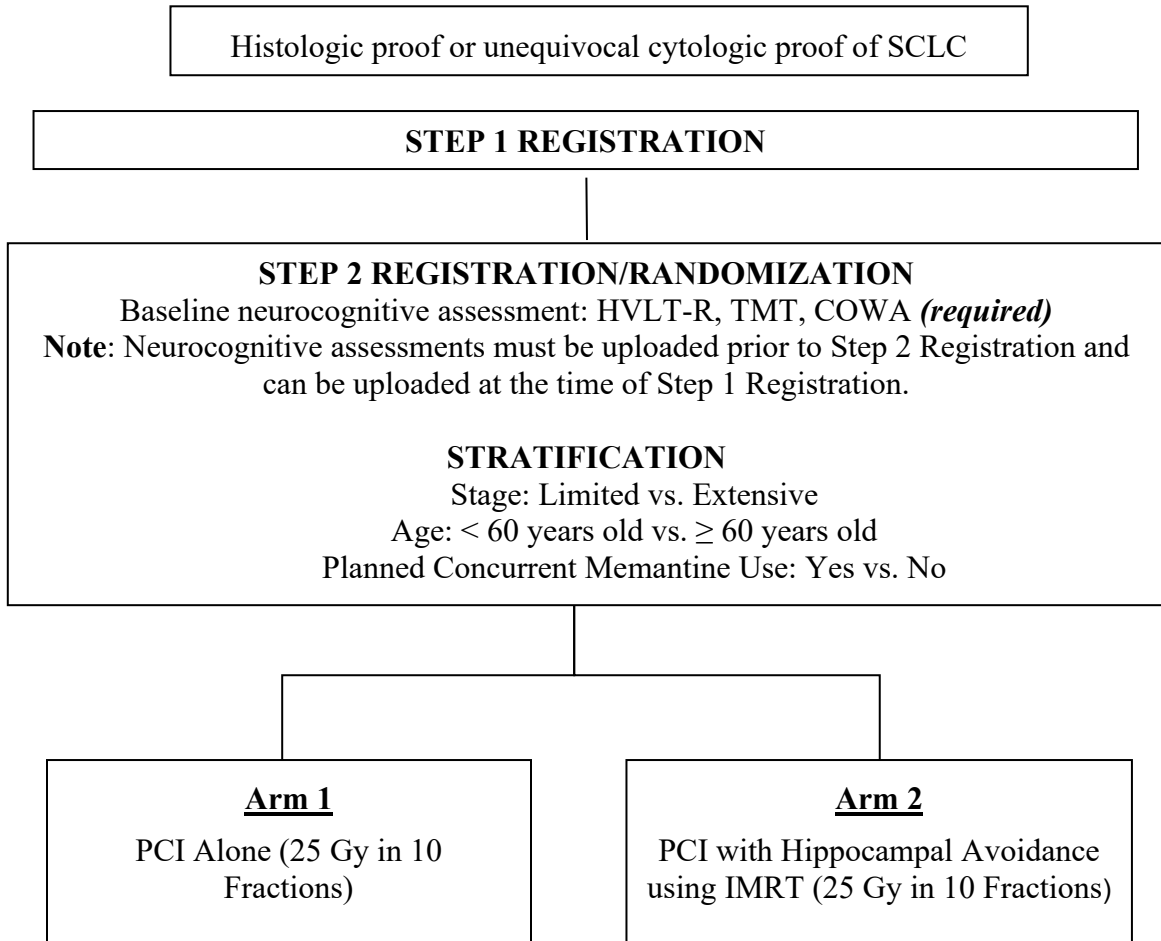 Histologic proof or unequivocal cytologic proof of SCLC
STEP 1 REGISTRATION
STEP 2 REGISTRATION/RANDOMIZATION
Baseline neurocognitive assessment: HVLT-R, TMT, COWA (required)
Note: Neurocognitive assessments must be uploaded prior to Step 2 Registration and
can be uploaded at the time of Step 1 Registration.
STRATIFICATION
Stage: Limited vs. Extensive
Age: < 60 years old vs. ≥ 60 years old
Planned Concurrent Memantine Use: Yes vs. No
Arm 1
PCI Alone (25 Gy in 10
Fractions)
Arm 2
PCI with Hippocampal Avoidance
using IMRT (25 Gy in 10 Fractions)